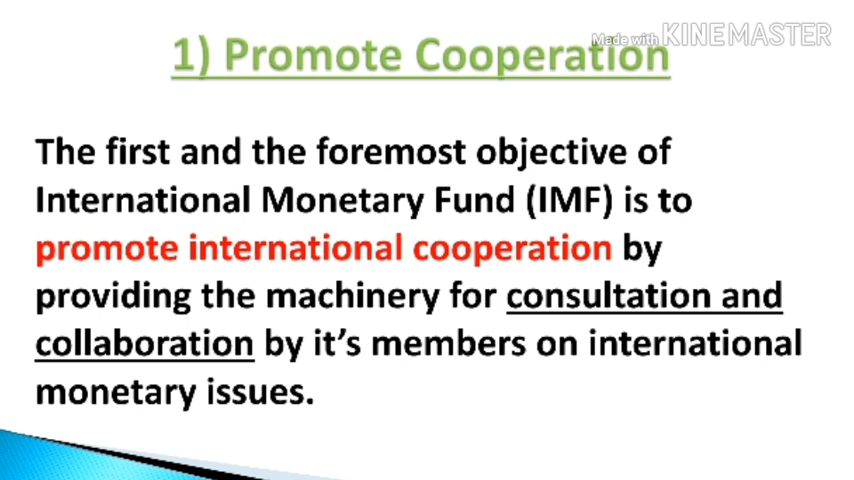 Made with KINEMASTER
1) Promote Cooperation
The first and the foremost objective of
International Monetary Fund (IMF) is to
promote international cooperation by
providing the machinery for consultation and
collaboration by it's members on international
monetary issues.